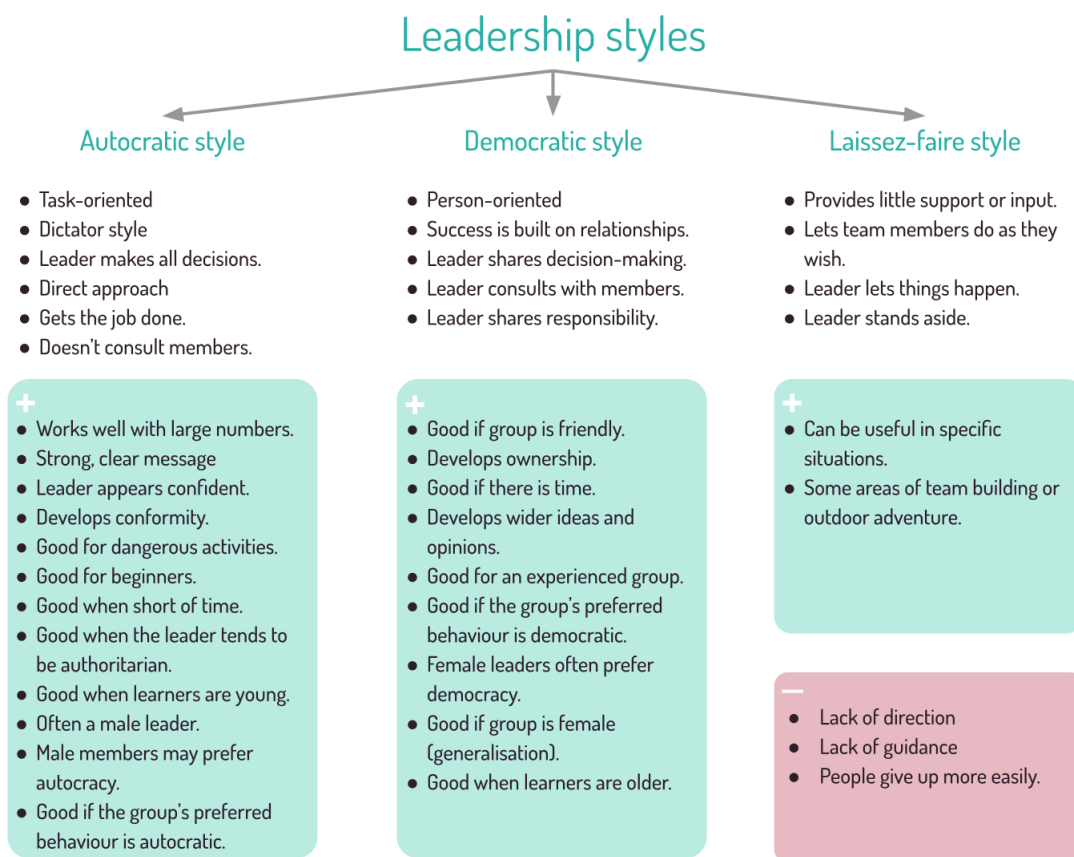 Leadership styles
Autocratic style
● Task-oriented
● Dictator style
● Leader makes all decisions.
● Direct approach
● Gets the job done.
● Doesn't consult members.
+
● Works well with large numbers.
● Strong, clear message
● Leader appears confident.
● Develops conformity.
● Good for dangerous activities.
● Good for beginners.
● Good when short of time.
● Good when the leader tends to
be authoritarian.
● Good when learners are young.
● Often a male leader.
● Male members may prefer
autocracy.
● Good if the group's preferred
behaviour is autocratic.
Democratic style
● Person-oriented
● Success is built on relationships.
● Leader shares decision-making.
● Leader consults with members.
● Leader shares responsibility.
+
● Good if group is friendly.
● Develops ownership.
● Good if there is time.
● Develops wider ideas and
opinions.
● Good for an experienced group.
● Good if the group's preferred
behaviour is democratic.
● Female leaders often prefer
democracy.
● Good if group is female
(generalisation).
● Good when learners are older.
Laissez-faire style
● Provides little support or input.
● Lets team members do as they
wish.
● Leader lets things happen.
● Leader stands aside.
+
● Can be useful in specific
situations.
● Some areas of team building or
outdoor adventure.
−
● Lack of direction
● Lack of guidance
● People give up more easily.